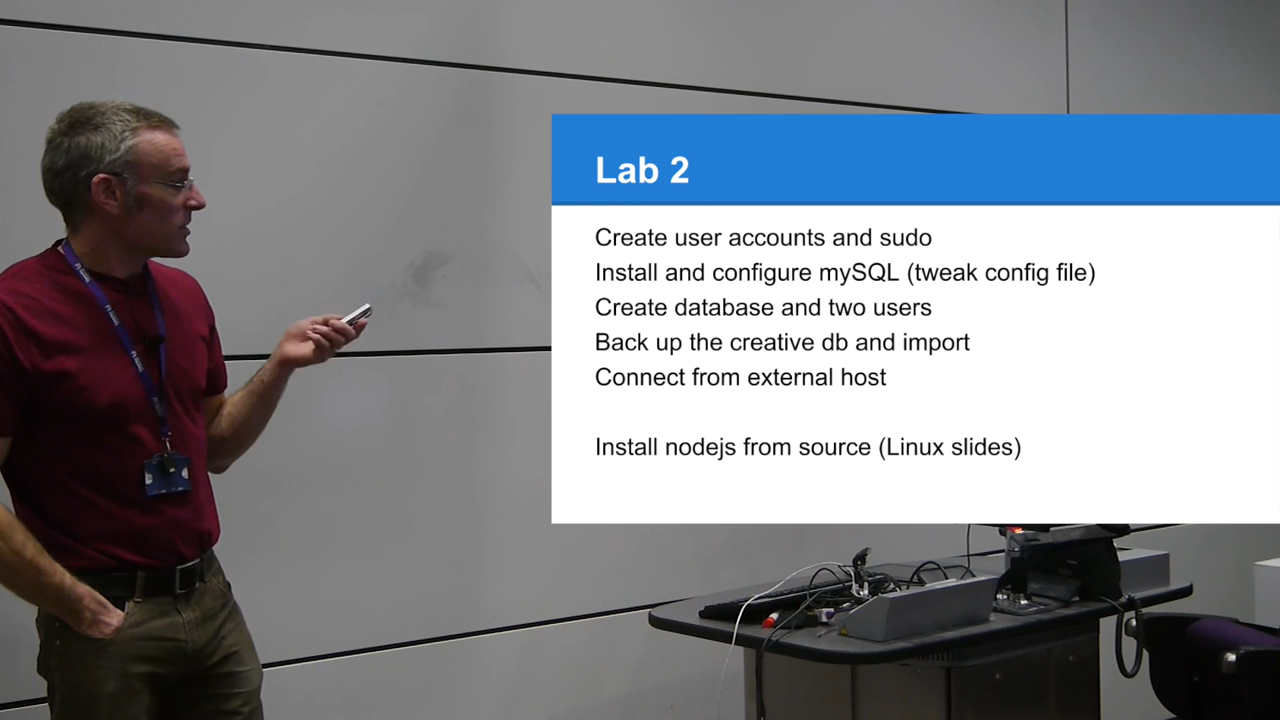 Lab 2
Create user accounts and sudo
Install and configure mySQL (tweak config file)
Create database and two users
Back up the creative db and import
Connect from external host
Install nodejs from source (Linux slides)